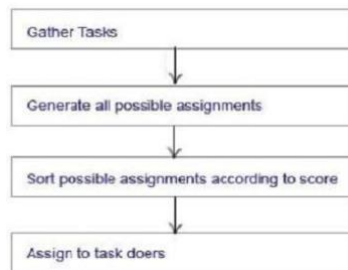 Gather Tasks
Generate all possible assignments
Sort possible assignments according to score
Assign to task doers